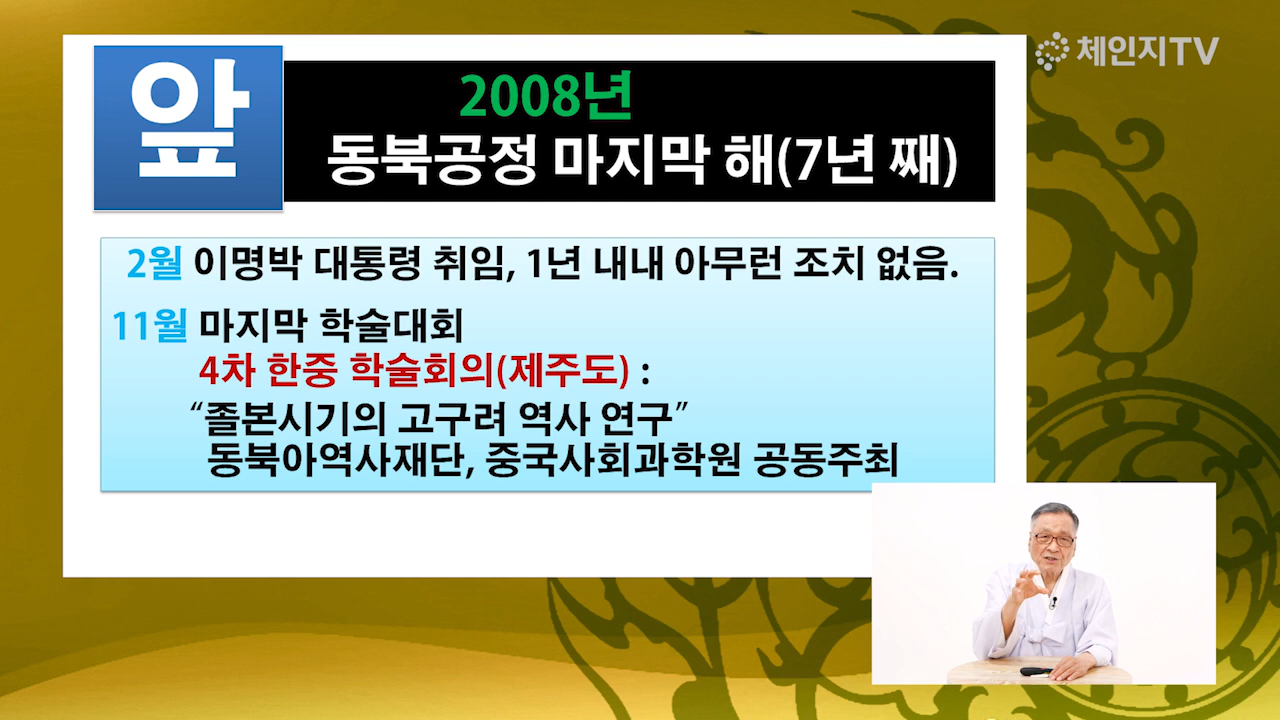 체인지TV
앞
2008년
동북공정 마지막 해(7년 째)
2월 이명박 대통령 취임, 1년 내내 아무런 조치 없음.
11월 마지막 학술대회
4차 한중 학술회의(제주도) :
“졸본시기의 고구려 역사 연구”
동북아역사재단, 중국사회과학원 공동주최